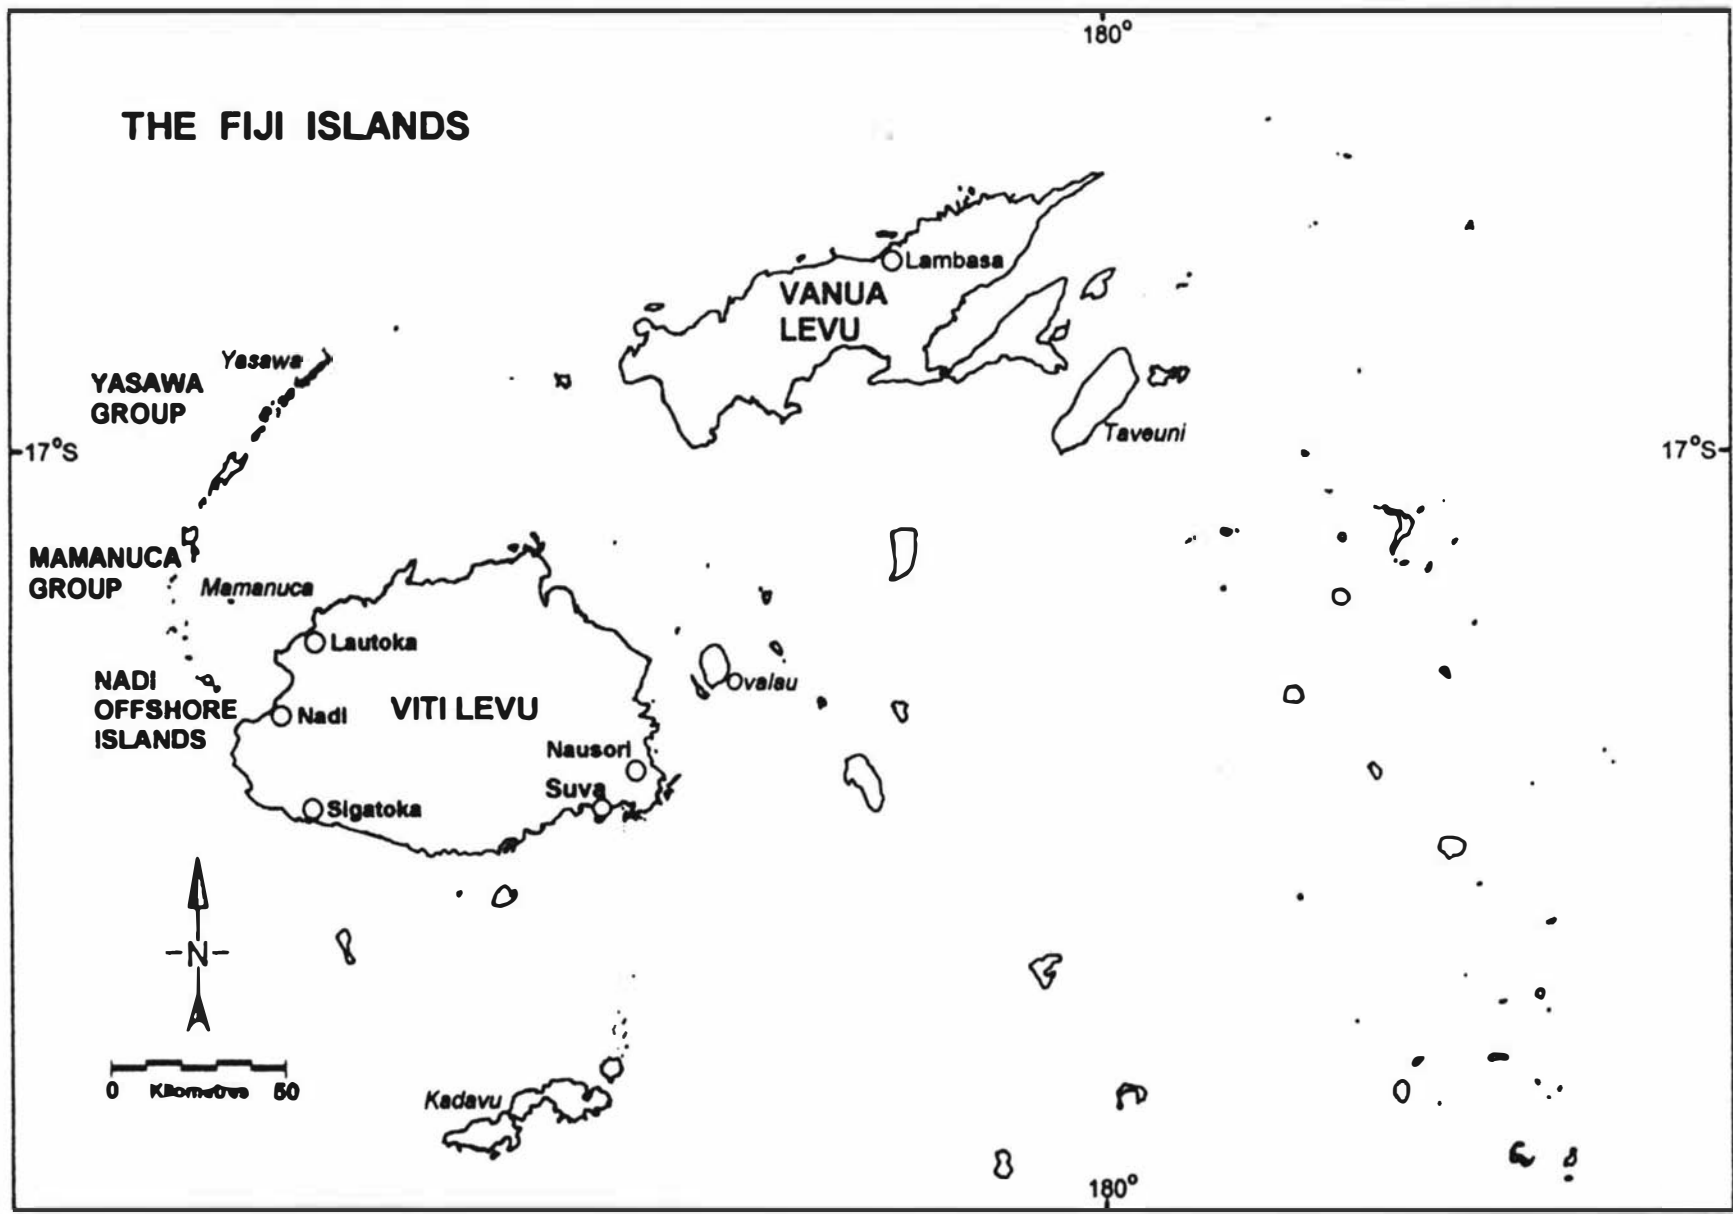 180°
THE FIJI ISLANDS
Lambasa
VANUA
LEVU
Yasawa
YASAWA
GROUP
Taveuni
17°S
17°S
MAMANUCA
GROUP
Mamanuca
Lautoka
NADI
OFFSHORE
ISLANDS
Ovalau
Nadi
VITI LEVU
Nausori
Suva
Sigatoka
N
0 Kilometres 50
Kadavu
180°